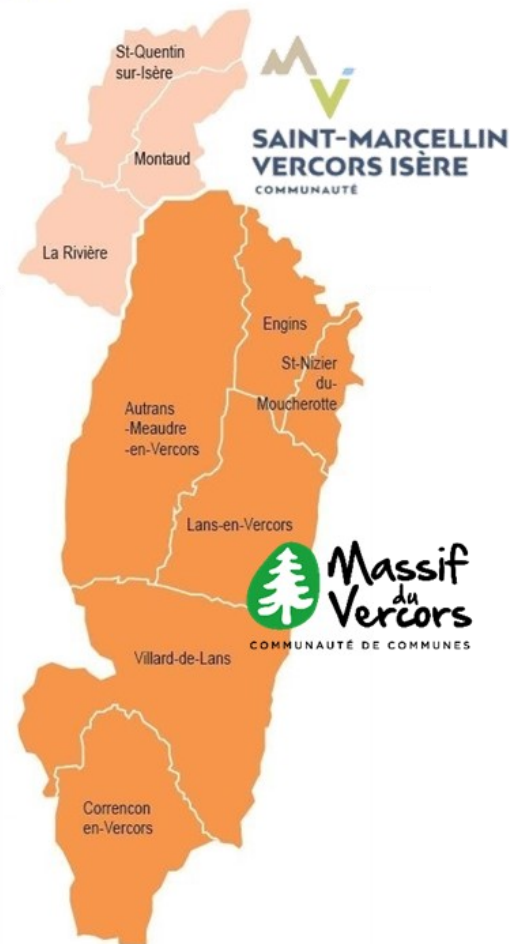 St-Quentin
sur-Isère
Montaud
La Rivière
SAINT-MARCELLIN
VERCORS ISÈRE
COMMUNAUTÉ
Engins
St-Nizier
du-
Moucherotte
Autrans
-Meaudre
-en-Vercors
Lans-en-Vercors
Massif
du
Vercors
COMMUNAUTÉ DE COMMUNES
Villard-de-Lans
Correncon
en-Vercors